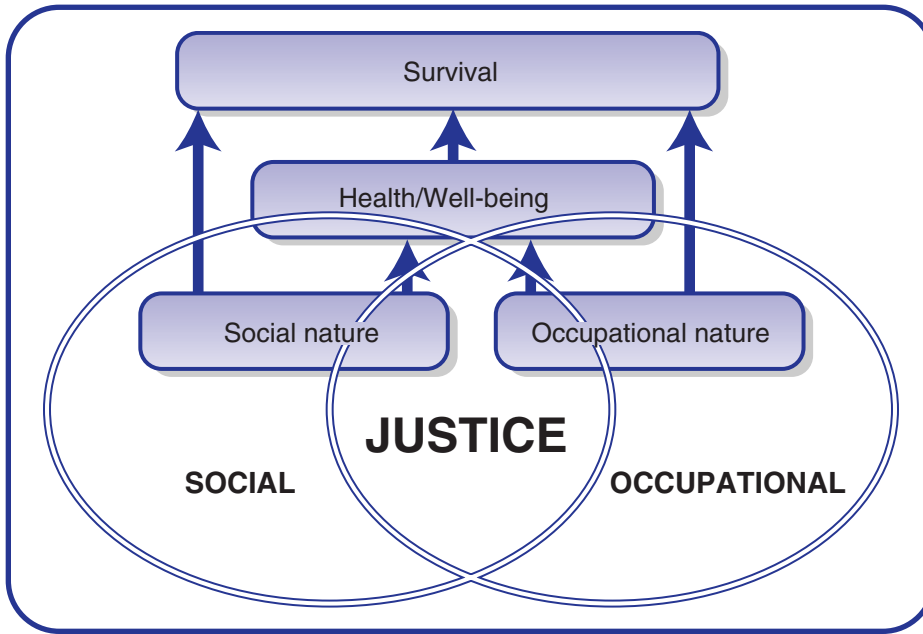 Survival
Health/Well-being
Social nature
Occupational nature
JUSTICE
SOCIAL
OCCUPATIONAL